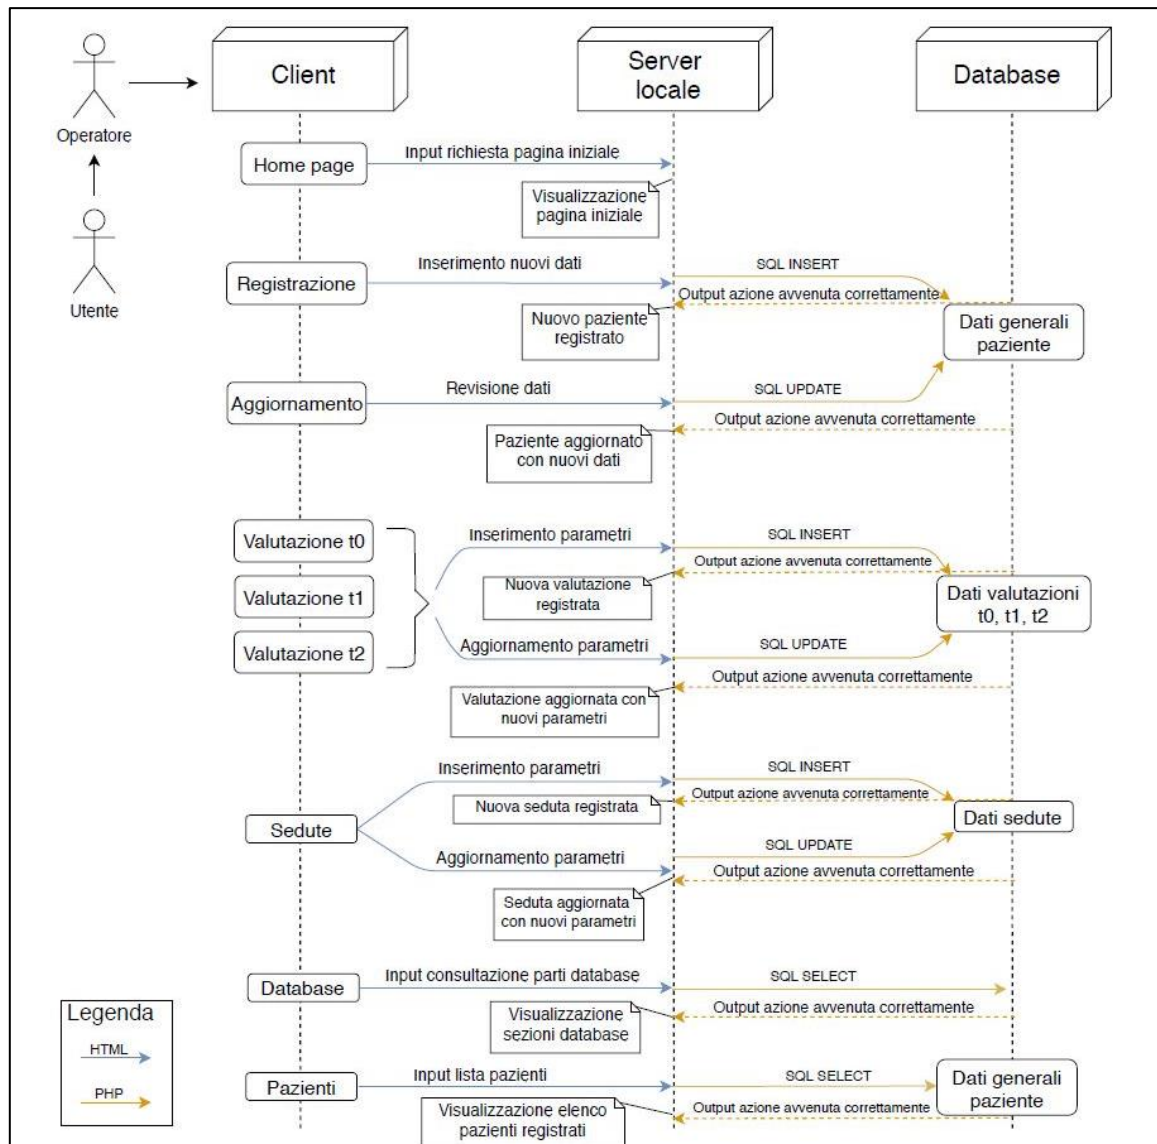 Client
Server
locale
Database
Operatore
Utente
Home page
Input richiesta pagina iniziale
Visualizzazione
pagina iniziale
Registrazione
Inserimento nuovi dati
SQL INSERT
Output azione avvenuta correttamente
Nuovo paziente
registrato
Dati generali
paziente
Aggiornamento
Revisione dati
SQL UPDATE
Output azione avvenuta correttamente
Paziente aggiornato
con nuovi dati
Valutazione t0
Valutazione t1
Valutazione t2
Inserimento parametri
SQL INSERT
Output azione avvenuta correttamente
Nuova valutazione
registrata
Dati valutazioni
t0, t1, t2
Aggiornamento parametri
SQL UPDATE
Output azione avvenuta correttamente
Valutazione aggiornata con
nuovi parametri
Sedute
Inserimento parametri
SQL INSERT
Output azione avvenuta correttamente
Nuova seduta registrata
Dati sedute
Aggiornamento parametri
SQL UPDATE
Output azione avvenuta correttamente
Seduta aggiornata
con nuovi parametri
Database
Input consultazione parti database
SQL SELECT
Output azione avvenuta correttamente
Visualizzazione
sezioni database
Pazienti
Input lista pazienti
SQL SELECT
Dati generali
paziente
Output azione avvenuta correttamente
Visualizzazione elenco
pazienti registrati
Legenda
HTML
PHP